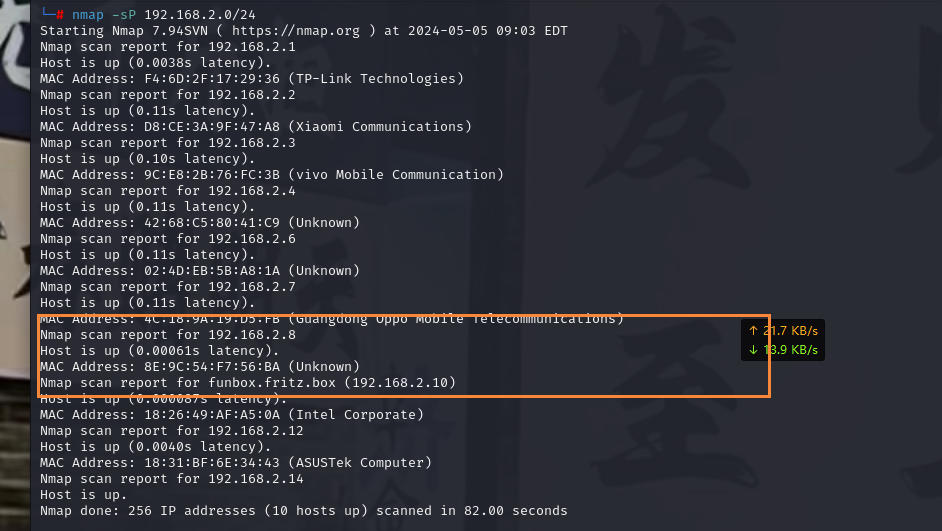 └─# nmap -sP 192.168.2.0/24
Starting Nmap 7.94SVN ( https://nmap.org ) at 2024-05-05 09:03 EDT
Nmap scan report for 192.168.2.1
Host is up (0.0038s latency).
MAC Address: F4:6D:2F:17:29:36 (TP-Link Technologies)
Nmap scan report for 192.168.2.2
Host is up (0.11s latency).
MAC Address: D8:CE:3A:9F:47:A8 (Xiaomi Communications)
Nmap scan report for 192.168.2.3
Host is up (0.10s latency).
MAC Address: 9C:E8:2B:76:FC:3B (vivo Mobile Communication)
Nmap scan report for 192.168.2.4
Host is up (0.11s latency).
MAC Address: 42:68:C5:80:41:C9 (Unknown)
Nmap scan report for 192.168.2.6
Host is up (0.11s latency).
MAC Address: 02:4D:EB:5B:A8:1A (Unknown)
Nmap scan report for 192.168.2.7
Host is up (0.11s latency).
MAC Address: 4C:18:9A:19:D5:FB (Guangdong Oppo Mobile Telecommunications)
Nmap scan report for 192.168.2.8
Host is up (0.00061s latency).
MAC Address: 8E:9C:54:F7:56:BA (Unknown)
Nmap scan report for funbox.fritz.box (192.168.2.10)
Host is up (0.000087s latency).
MAC Address: 18:26:49:AF:A5:0A (Intel Corporate)
Nmap scan report for 192.168.2.12
Host is up (0.0040s latency).
MAC Address: 18:31:BF:6E:34:43 (ASUSTek Computer)
Nmap scan report for 192.168.2.14
Host is up.
Nmap done: 256 IP addresses (10 hosts up) scanned in 82.00 seconds
↑ 21.7 KB/s
↓ 13.9 KB/s
发
至